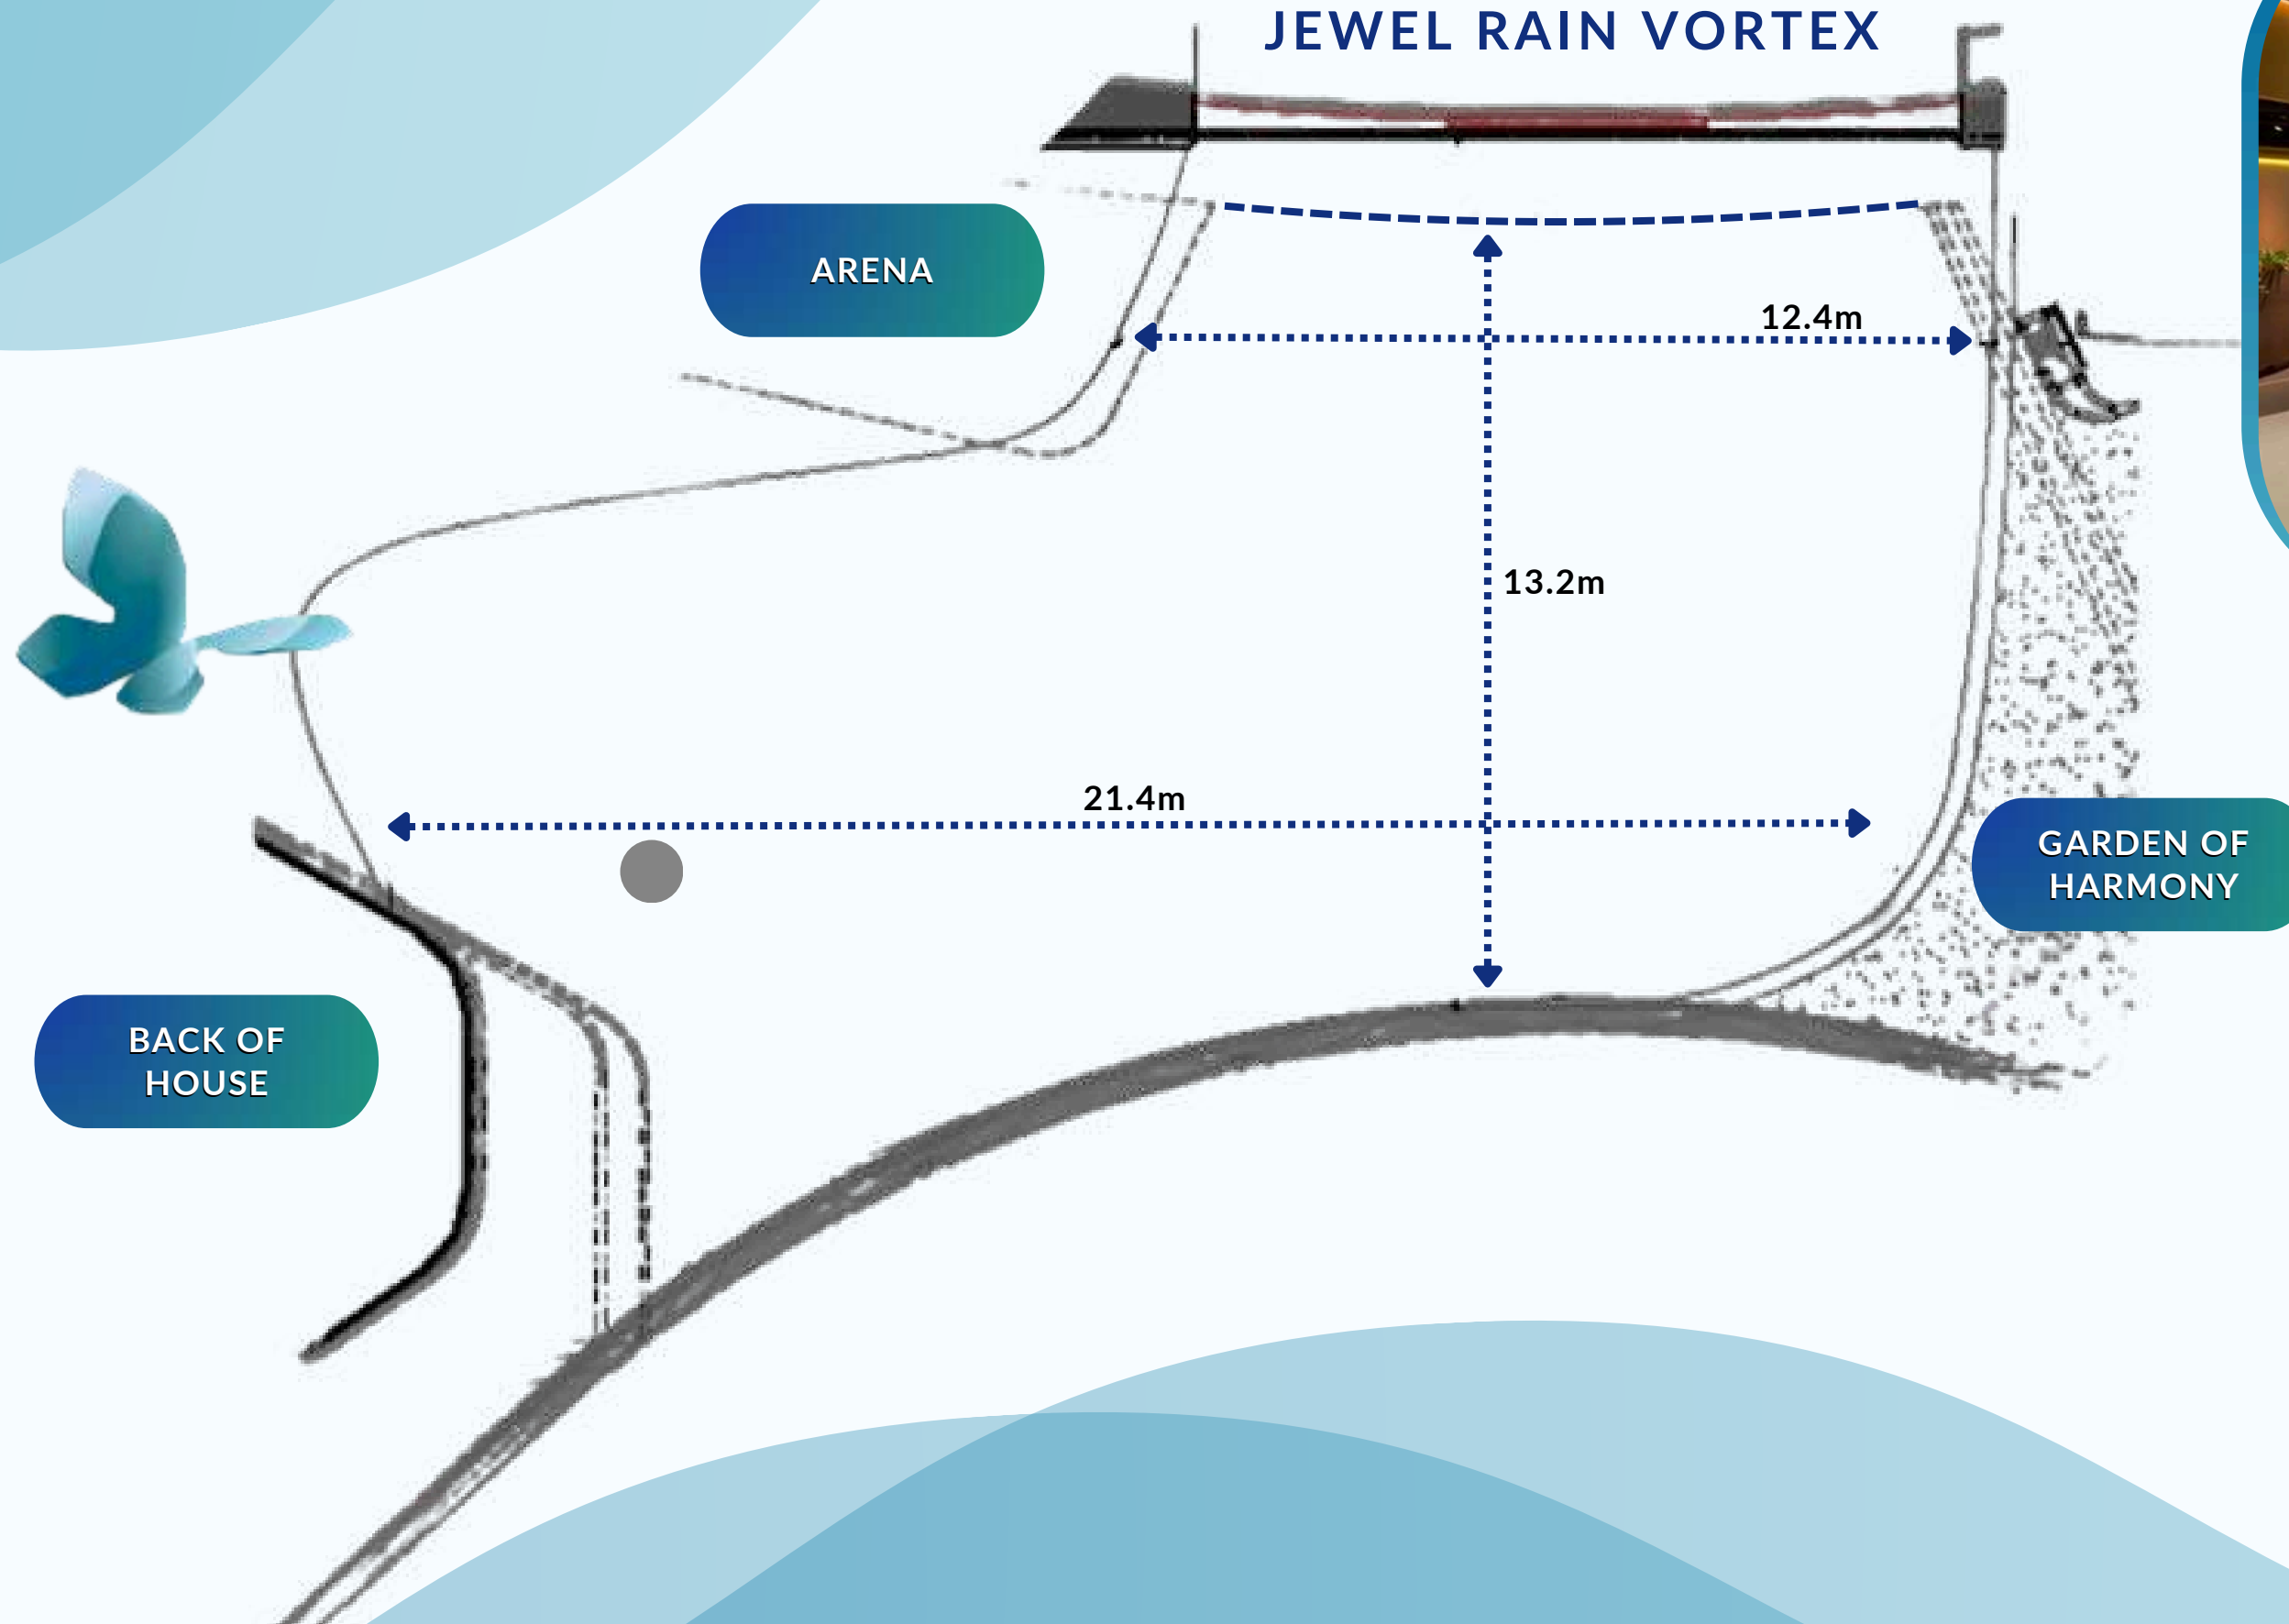 JEWEL RAIN VORTEX
ARENA
12.4m
13.2m
21.4m
GARDEN OF
HARMONY
BACK OF
HOUSE